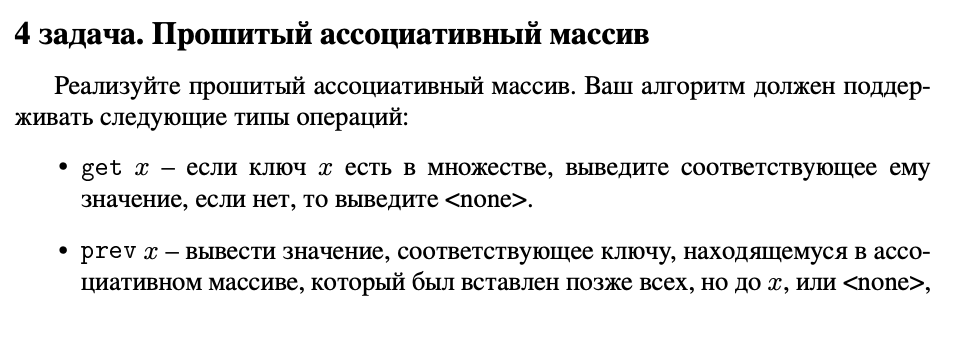 4 задача. Прошитый ассоциативный массив
Реализуйте прошитый ассоциативный массив. Ваш алгоритм должен поддер-
живать следующие типы операций:
• get x – если ключ x есть в множестве, выведите соответствующее ему
значение, если нет, то выведите <none>.
• prev x – вывести значение, соответствующее ключу, находящемуся в ассо-
циативном массиве, который был вставлен позже всех, но до x, или <none>,